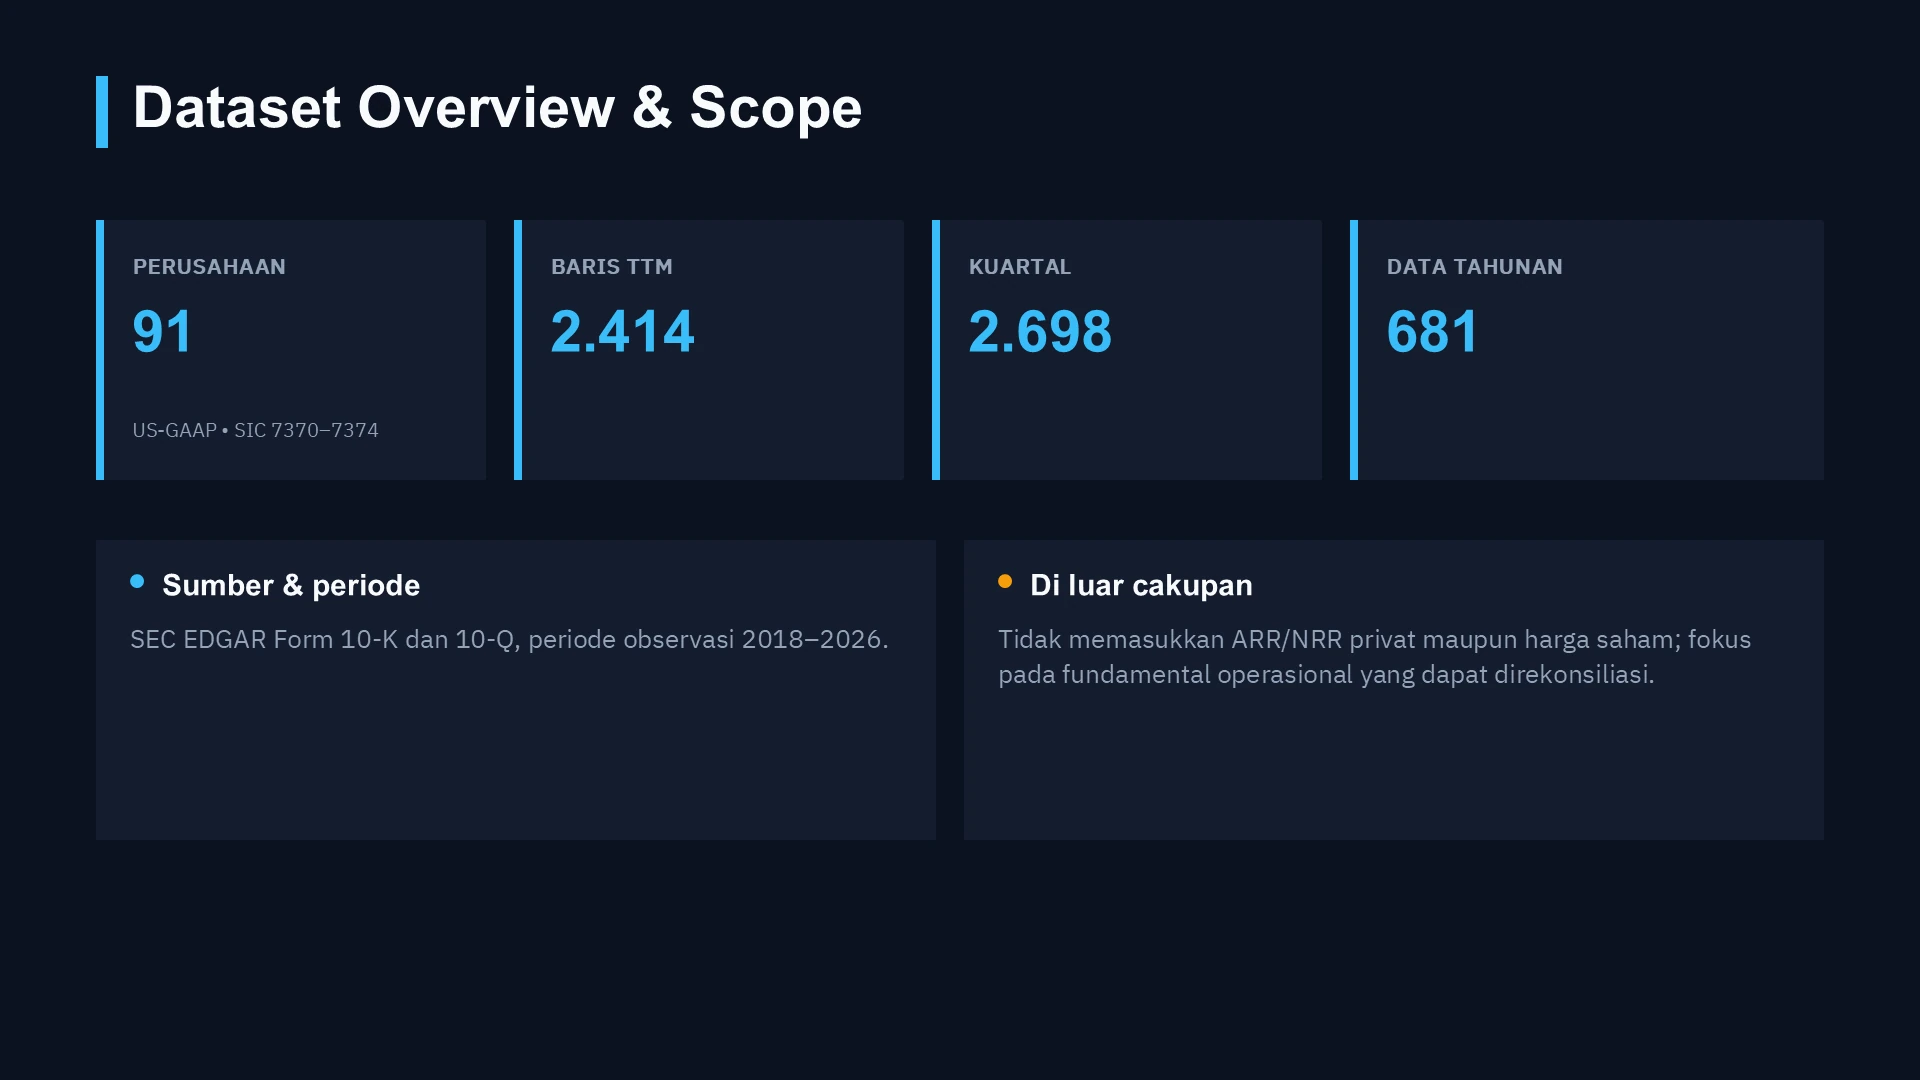 Dataset Overview & Scope
PERUSAHAAN
91
US-GAAP • SIC 7370–7374
BARIS TTM
2.414
KUARTAL
2.698
DATA TAHUNAN
681
Sumber & periode
SEC EDGAR Form 10-K dan 10-Q, periode observasi 2018–2026.
Di luar cakupan
Tidak memasukkan ARR/NRR privat maupun harga saham; fokus
pada fundamental operasional yang dapat direkonsiliasi.